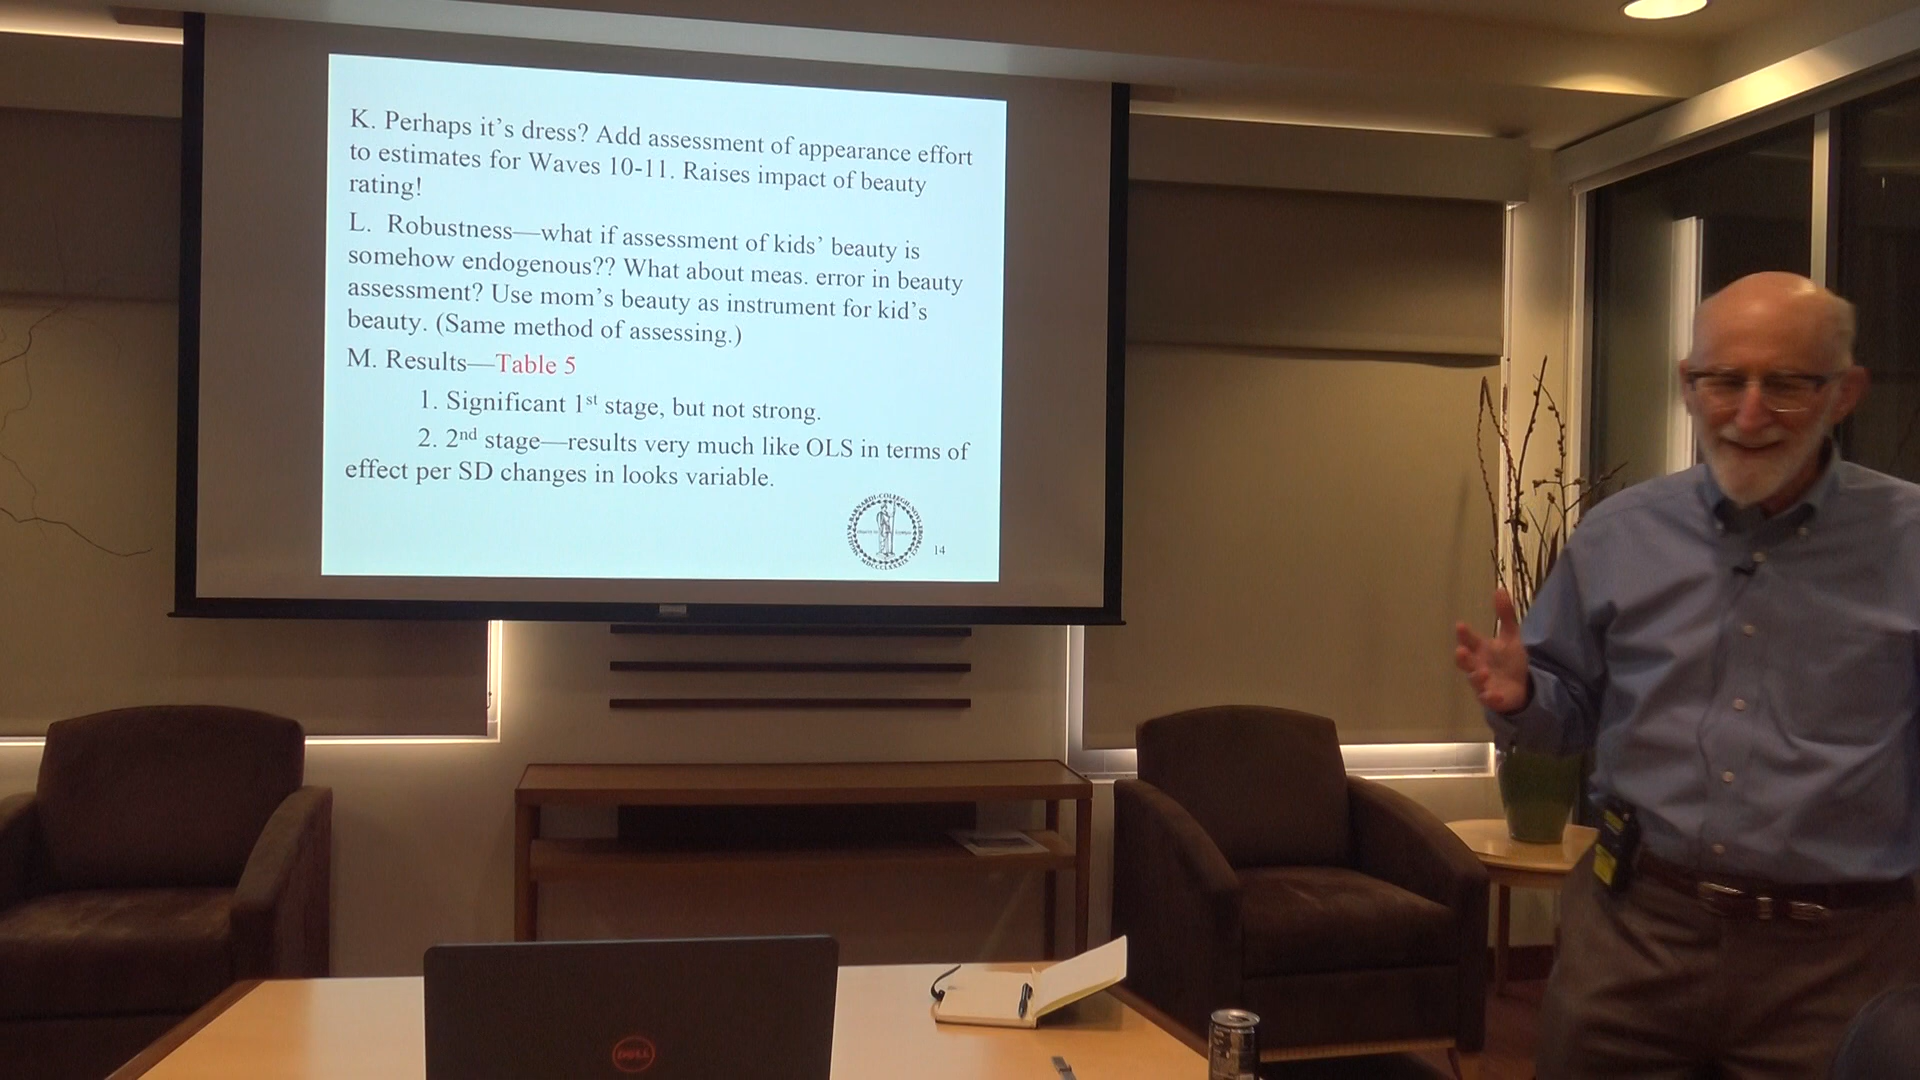 K. Perhaps it's dress? Add assessment of appearance effort
to estimates for Waves 10-11. Raises impact of beauty
rating!
L. Robustness—what if assessment of kids' beauty is
somehow endogenous?? What about meas. error in beauty
assessment? Use mom's beauty as instrument for kid's
beauty. (Same method of assessing.)
M. Results—Table 5
1. Significant 1st stage, but not strong.
2. 2nd stage—results very much like OLS in terms of
effect per SD changes in looks variable.
14
DELL